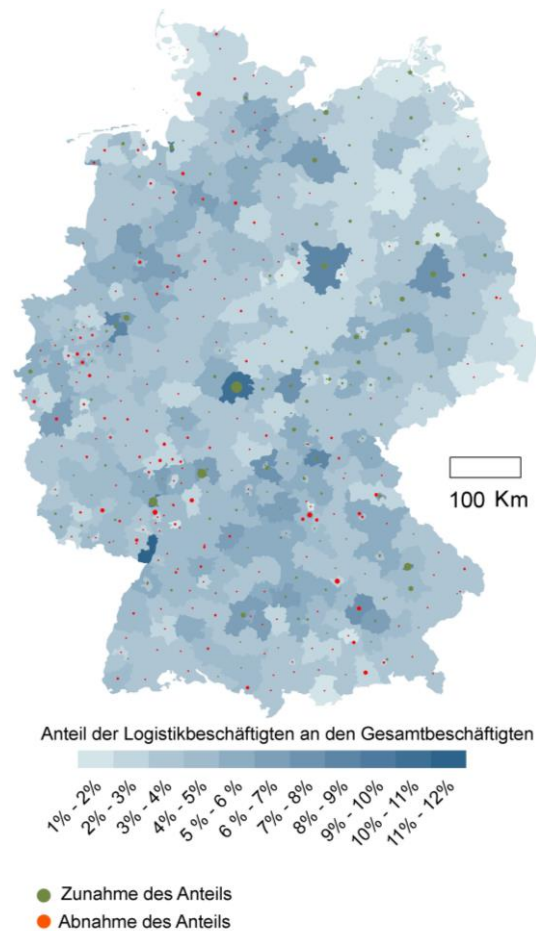 100 Km
Anteil der Logistikbeschäftigten an den Gesamtbeschäftigten
1% - 2%
2% - 3%
3% - 4%
4% - 5%
5 % - 6 %
6 % - 7%
7% - 8%
8% - 9%
9% - 10%
10% - 11%
11% - 12%
Zunahme des Anteils
Abnahme des Anteils